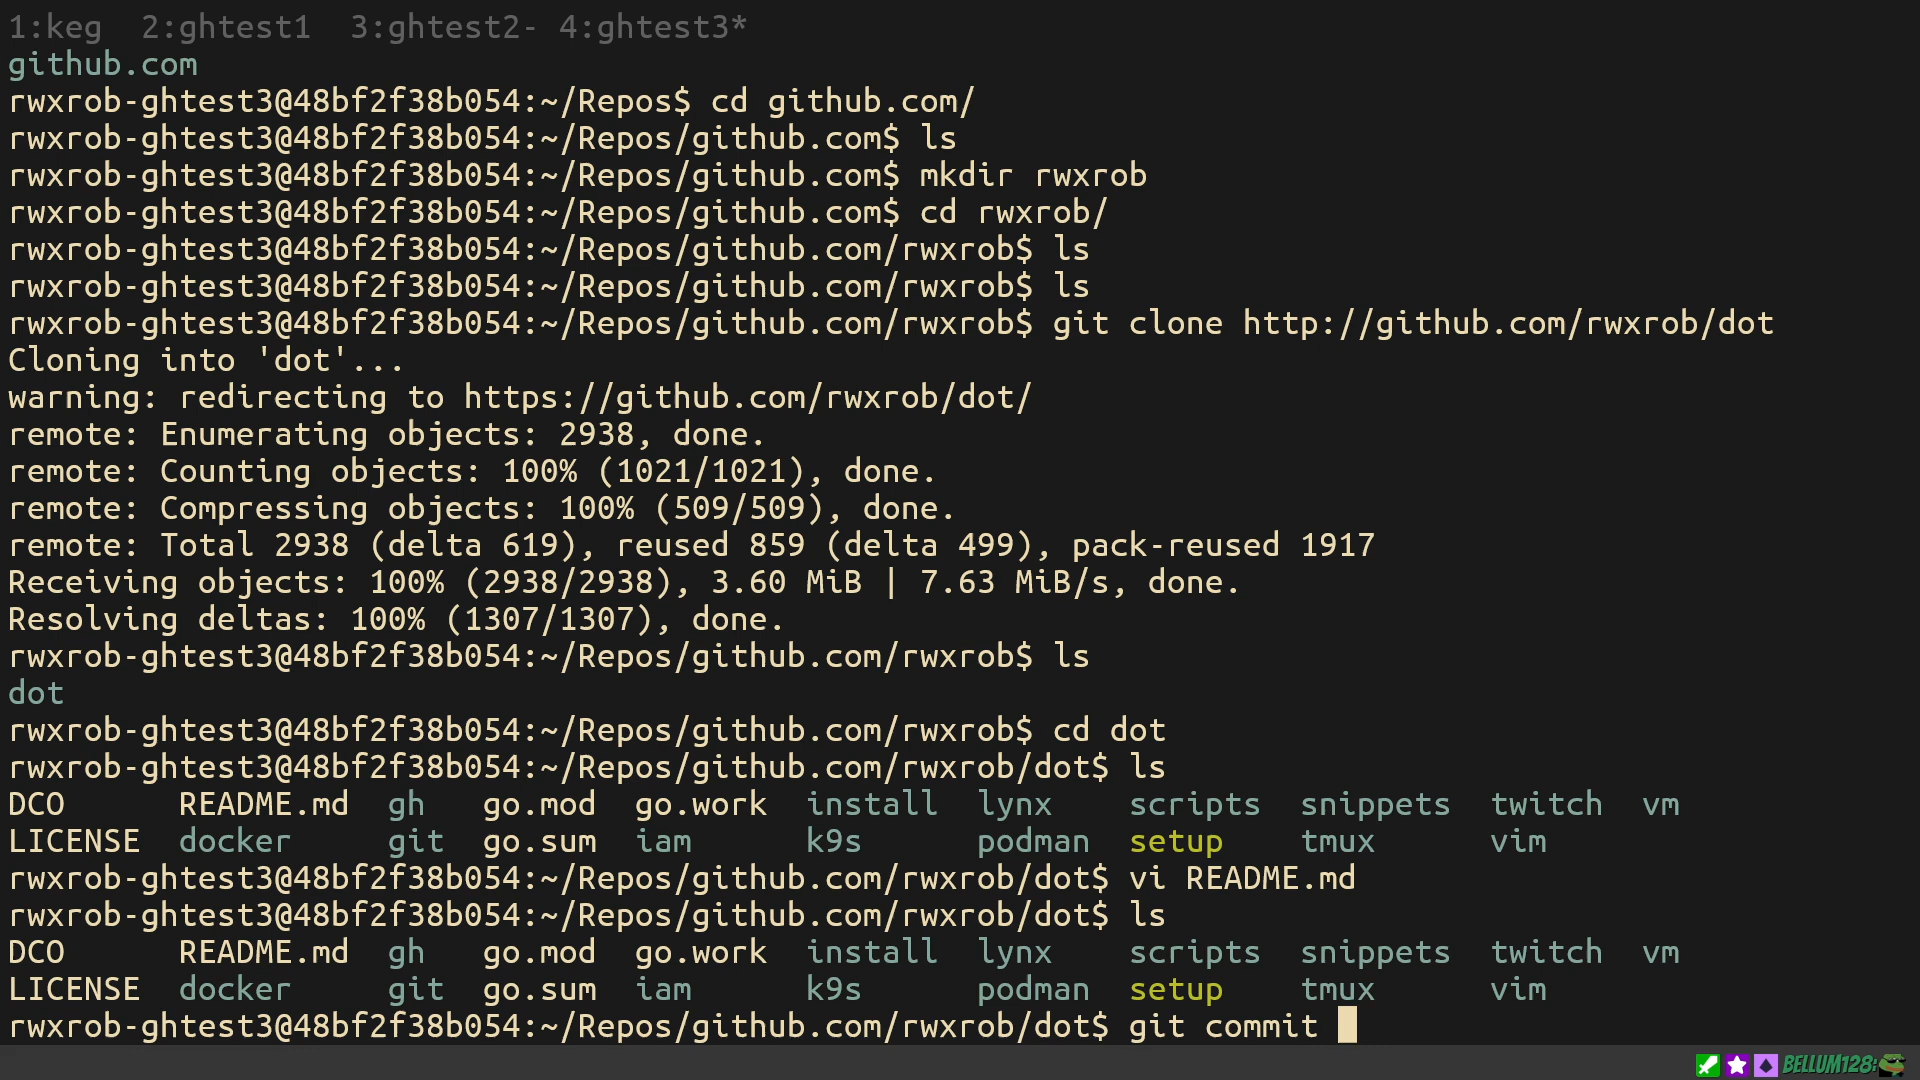 1:keg  2:ghtest1  3:ghtest2- 4:ghtest3*
github.com
rwxrob-ghtest3@48bf2f38b054:~/Repos$ cd github.com/
rwxrob-ghtest3@48bf2f38b054:~/Repos/github.com$ ls
rwxrob-ghtest3@48bf2f38b054:~/Repos/github.com$ mkdir rwxrob
rwxrob-ghtest3@48bf2f38b054:~/Repos/github.com$ cd rwxrob/
rwxrob-ghtest3@48bf2f38b054:~/Repos/github.com/rwxrob$ ls
rwxrob-ghtest3@48bf2f38b054:~/Repos/github.com/rwxrob$ ls
rwxrob-ghtest3@48bf2f38b054:~/Repos/github.com/rwxrob$ git clone http://github.com/rwxrob/dot
Cloning into 'dot'...
warning: redirecting to https://github.com/rwxrob/dot/
remote: Enumerating objects: 2938, done.
remote: Counting objects: 100% (1021/1021), done.
remote: Compressing objects: 100% (509/509), done.
remote: Total 2938 (delta 619), reused 859 (delta 499), pack-reused 1917
Receiving objects: 100% (2938/2938), 3.60 MiB | 7.63 MiB/s, done.
Resolving deltas: 100% (1307/1307), done.
rwxrob-ghtest3@48bf2f38b054:~/Repos/github.com/rwxrob$ ls
dot
rwxrob-ghtest3@48bf2f38b054:~/Repos/github.com/rwxrob$ cd dot
rwxrob-ghtest3@48bf2f38b054:~/Repos/github.com/rwxrob/dot$ ls
DCO      README.md  gh   go.mod  go.work  install  lynx    scripts  snippets  twitch  vm
LICENSE  docker     git  go.sum  iam      k9s      podman  setup    tmux      vim
rwxrob-ghtest3@48bf2f38b054:~/Repos/github.com/rwxrob/dot$ vi README.md
rwxrob-ghtest3@48bf2f38b054:~/Repos/github.com/rwxrob/dot$ ls
DCO      README.md  gh   go.mod  go.work  install  lynx    scripts  snippets  twitch  vm
LICENSE  docker     git  go.sum  iam      k9s      podman  setup    tmux      vim
rwxrob-ghtest3@48bf2f38b054:~/Repos/github.com/rwxrob/dot$ git commit
BELLUM128: